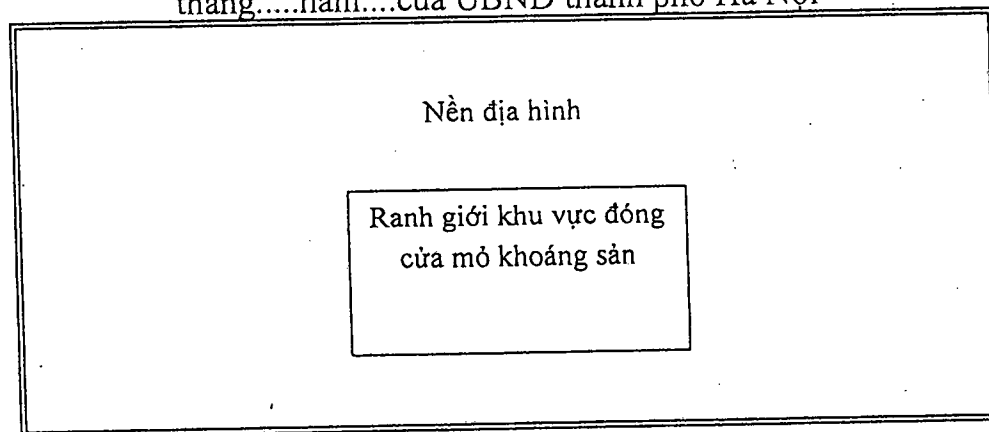 tháng.....năm....của UBND thành phố Hà Nội
Nền địa hình
Ranh giới khu vực đóng
cửa mỏ khoáng sản